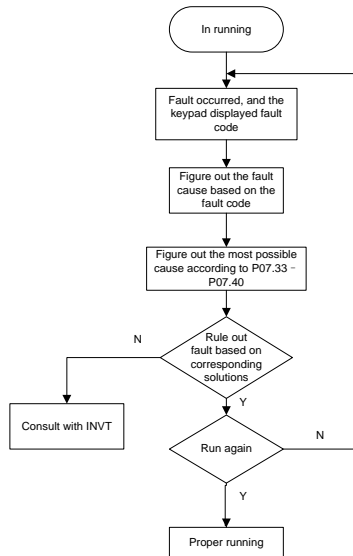 In running
Fault occurred, and the
keypad displayed fault
code
Figure out the fault
cause based on the
fault code
Figure out the most possible
cause according to P07.33－
P07.40
N
Rule out
fault based on
corresponding
solutions
Y
Consult with INVT
Run again
N
Y
Proper running